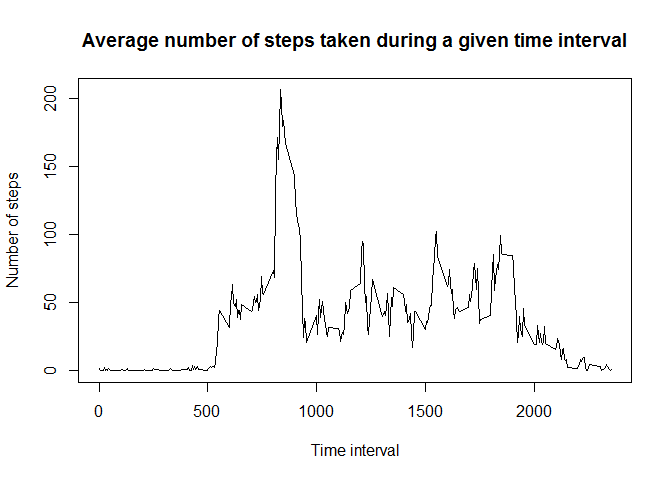 Average number of steps taken during a given time interval
Number of steps
200
150
100
50
0
0 500 1000 1500 2000
Time interval